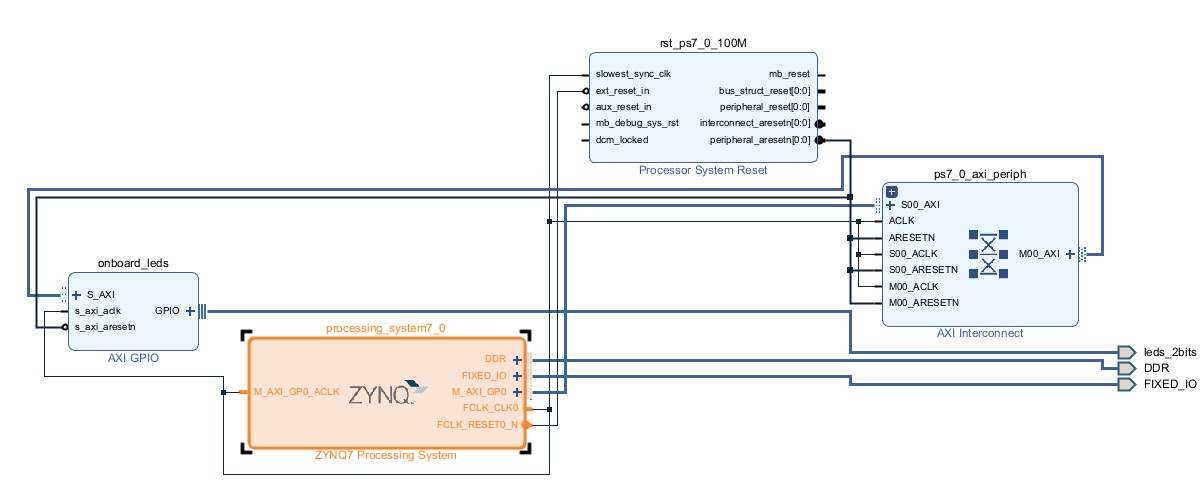 rst_ps7_0_100M
slowest_sync_clk
ext_reset_in
aux_reset_in
mb_debug_sys_rst
dcm_locked
mb_reset
bus_struct_reset[0:0]
peripheral_reset[0:0]
interconnect_aresetn[0:0]
peripheral_aresetn[0:0]
Processor System Reset
ps7_0_axi_periph
S00_AXI
ACLK
ARESETN
S00_ACLK
S00_ARESETN
M00_ACLK
M00_ARESETN
M00_AXI
AXI Interconnect
onboard_leds
S_AXI
s_axi_aclk
s_axi_aresetn
GPIO
AXI GPIO
processing_system7_0
M_AXI_GP0_ACLK
ZYNQ
DDR
FIXED_IO
M_AXI_GP0
FCLK_CLK0
FCLK_RESET0_N
ZYNQ7 Processing System
leds_2bits
DDR
FIXED_IO